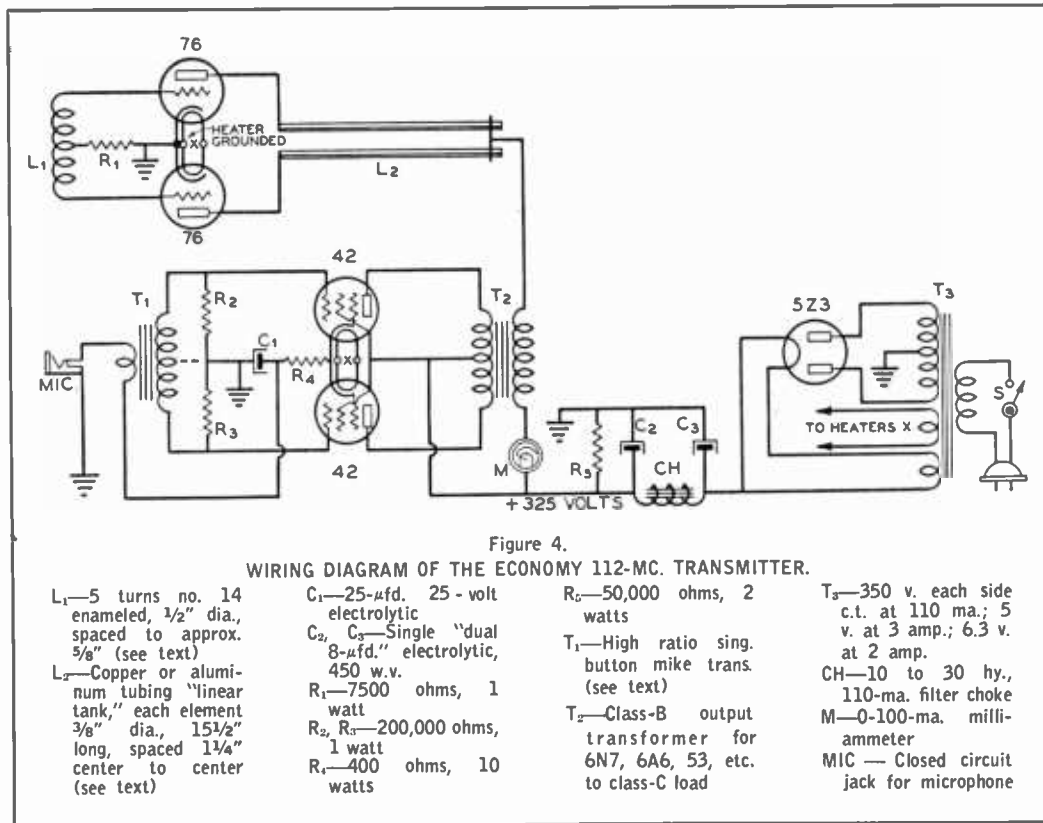 76
HEATER
GROUNDED
L₁
R₁
L₂
76
42
T₁
R₂
C₁
R₄
T₂
MIC
R₃
42
M
+325 VOLTS
R₅
C₂
C₃
CH
5Z3
T₃
TO HEATERS X
S
X
X
Figure 4.
WIRING DIAGRAM OF THE ECONOMY 112-MC. TRANSMITTER.
L₁—5 turns no. 14
enameled, 1/2" dia.,
spaced to approx.
5/8" (see text)
L₂—Copper or alumi-
num tubing "linear
tank," each element
3/8" dia., 15 1/2"
long, spaced 1 1/4"
center to center
(see text)
C₁—25-μfd. 25-volt
electrolytic
C₂, C₃—Single "dual
8-μfd." electrolytic,
450 w.v.
R₁—7500 ohms, 1
watt
R₂, R₃—200,000 ohms,
1 watt
R₄—400 ohms, 10
watts
R₅—50,000 ohms, 2
watts
T₁—High ratio sing.
button mike trans.
(see text)
T₂—Class-B output
transformer for
6N7, 6A6, 53, etc.
to class-C load
T₃—350 v. each side
c.t. at 110 ma.; 5
v. at 3 amp.; 6.3 v.
at 2 amp.
CH—10 to 30 hy.,
110-ma. filter choke
M—0-100-ma. milli-
ammeter
MIC — Closed circuit
jack for microphone